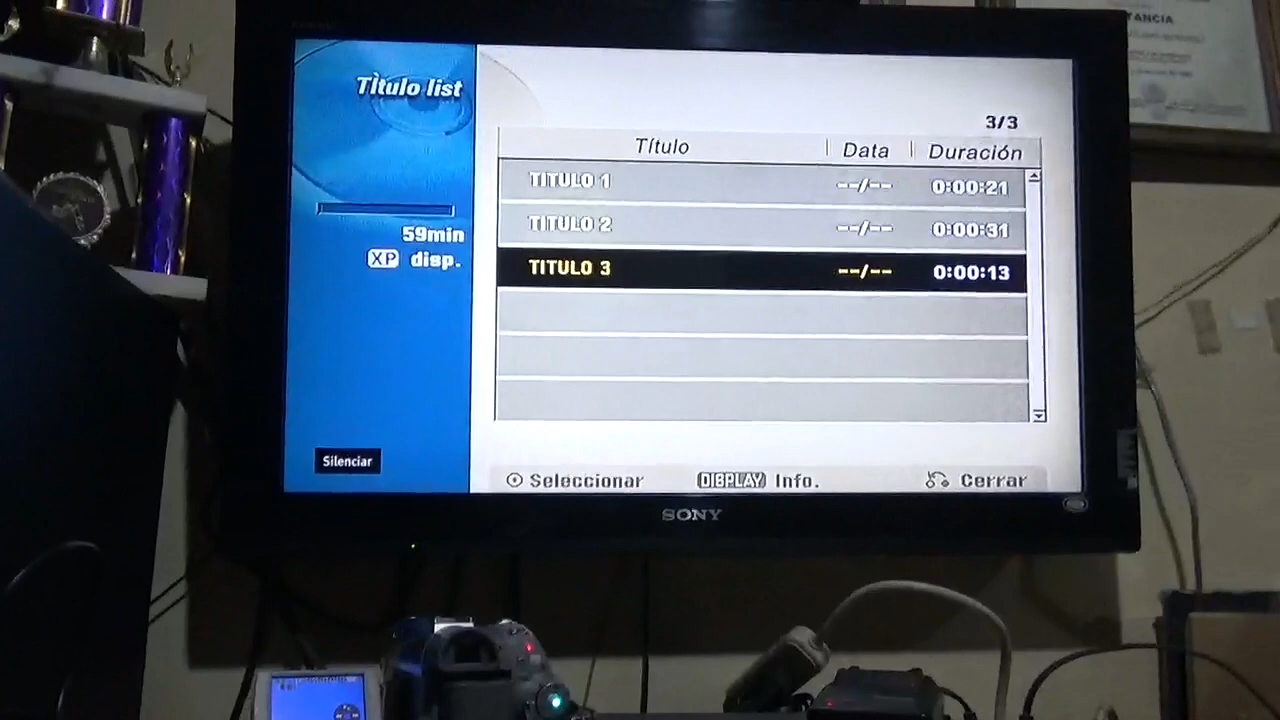 TANCIA
Tìtulo list
3/3
Título Data Duración
TITULO 1 --/-- 0:00:21
TITULO 2 --/-- 0:00:31
TITULO 3 --/-- 0:00:13
59min
XP disp.
Silenciar
Seleccionar DISPLAY Info. Cerrar
SONY